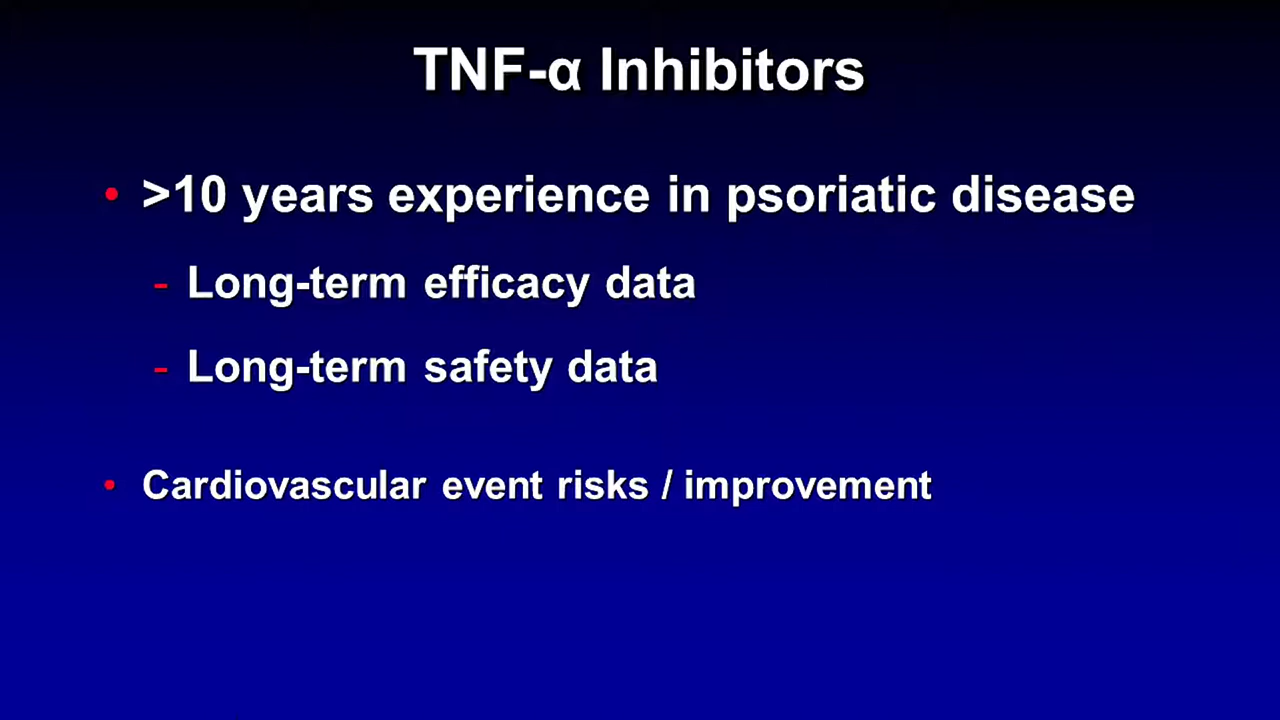 TNF-α Inhibitors
• >10 years experience in psoriatic disease
- Long-term efficacy data
- Long-term safety data
• Cardiovascular event risks / improvement